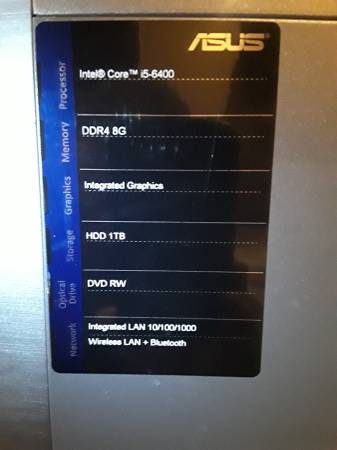 ASUS
Processor
Intel® Core™ i5-6400
Memory
DDR4 8G
Graphics
Integrated Graphics
Storage
HDD 1TB
Optical
Drive
DVD RW
Network
Integrated LAN 10/100/1000
Wireless LAN + Bluetooth